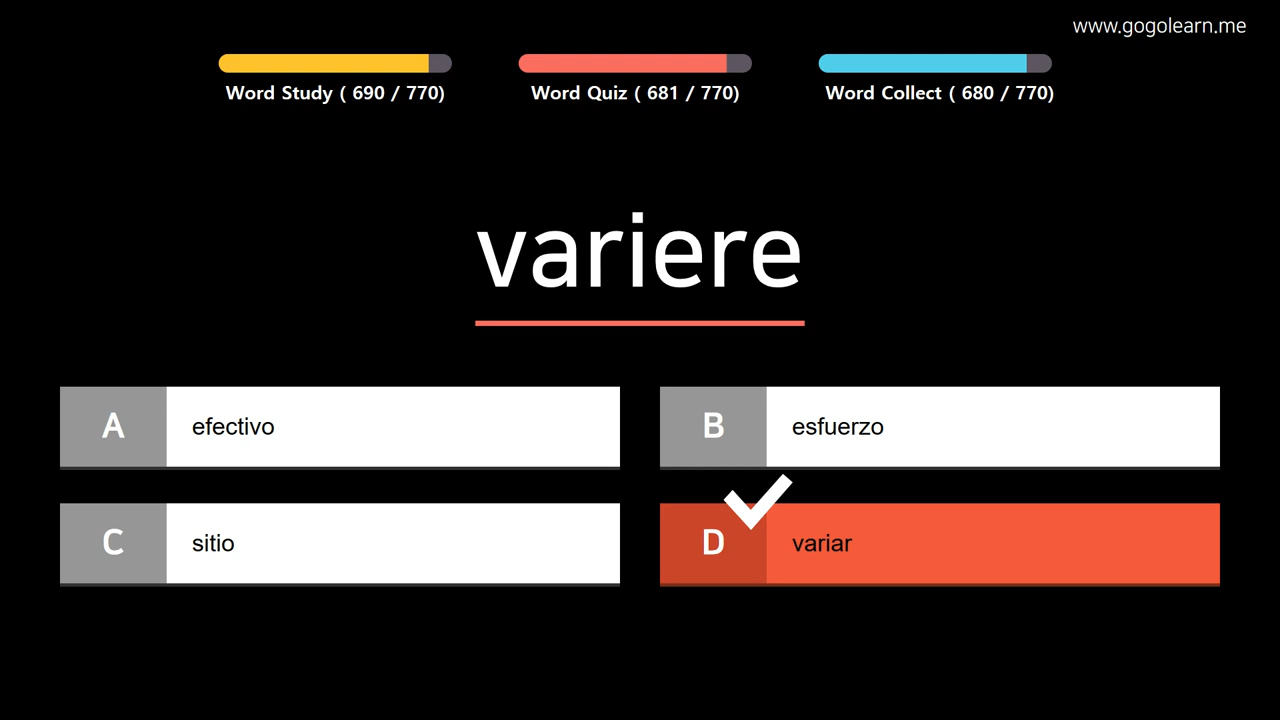 www.gogolearn.me
Word Study ( 690 / 770)
Word Quiz ( 681 / 770)
Word Collect ( 680 / 770)
variere
A efectivo
B esfuerzo
C sitio
D variar